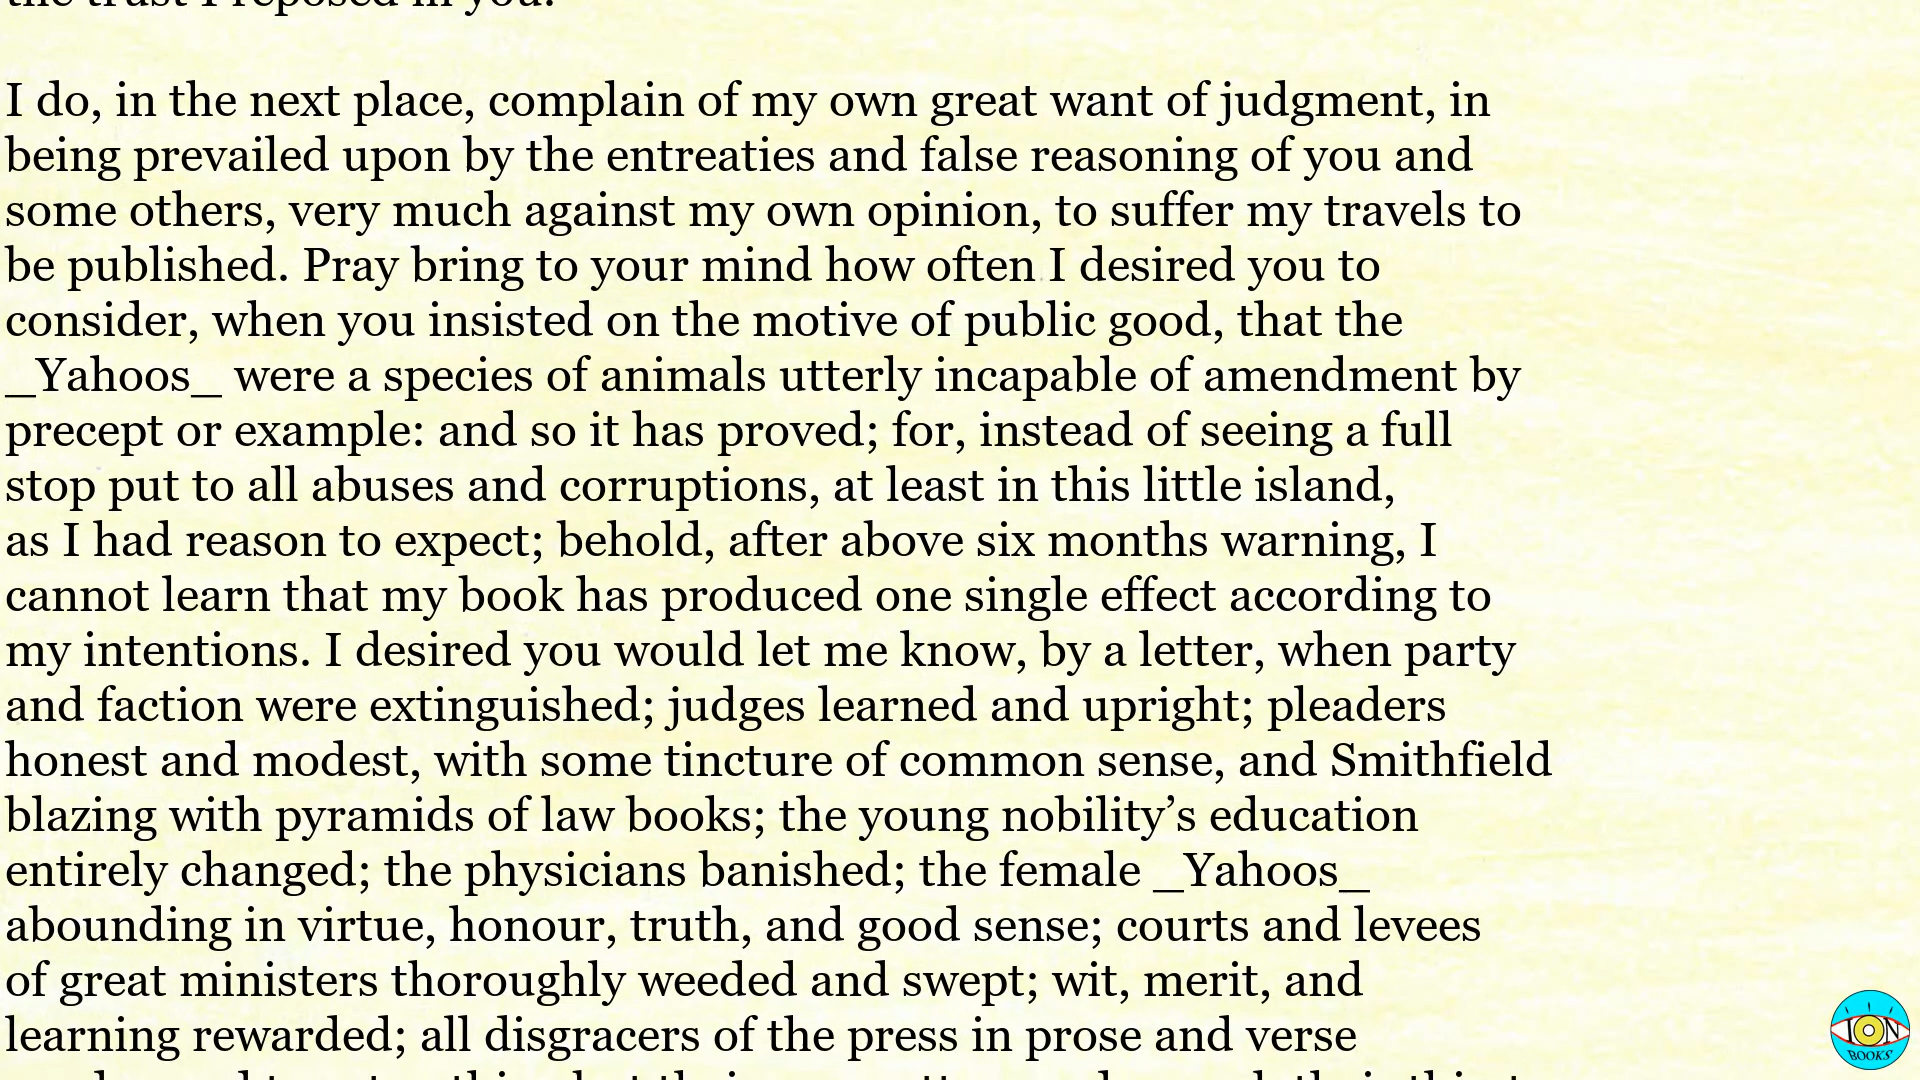 the trust I reposed in you.
I do, in the next place, complain of my own great want of judgment, in
being prevailed upon by the entreaties and false reasoning of you and
some others, very much against my own opinion, to suffer my travels to
be published. Pray bring to your mind how often I desired you to
consider, when you insisted on the motive of public good, that the
_Yahoos_ were a species of animals utterly incapable of amendment by
precept or example: and so it has proved; for, instead of seeing a full
stop put to all abuses and corruptions, at least in this little island,
as I had reason to expect; behold, after above six months warning, I
cannot learn that my book has produced one single effect according to
my intentions. I desired you would let me know, by a letter, when party
and faction were extinguished; judges learned and upright; pleaders
honest and modest, with some tincture of common sense, and Smithfield
blazing with pyramids of law books; the young nobility’s education
entirely changed; the physicians banished; the female _Yahoos_
abounding in virtue, honour, truth, and good sense; courts and levees
of great ministers thoroughly weeded and swept; wit, merit, and
learning rewarded; all disgracers of the press in prose and verse
ION
BOOKS